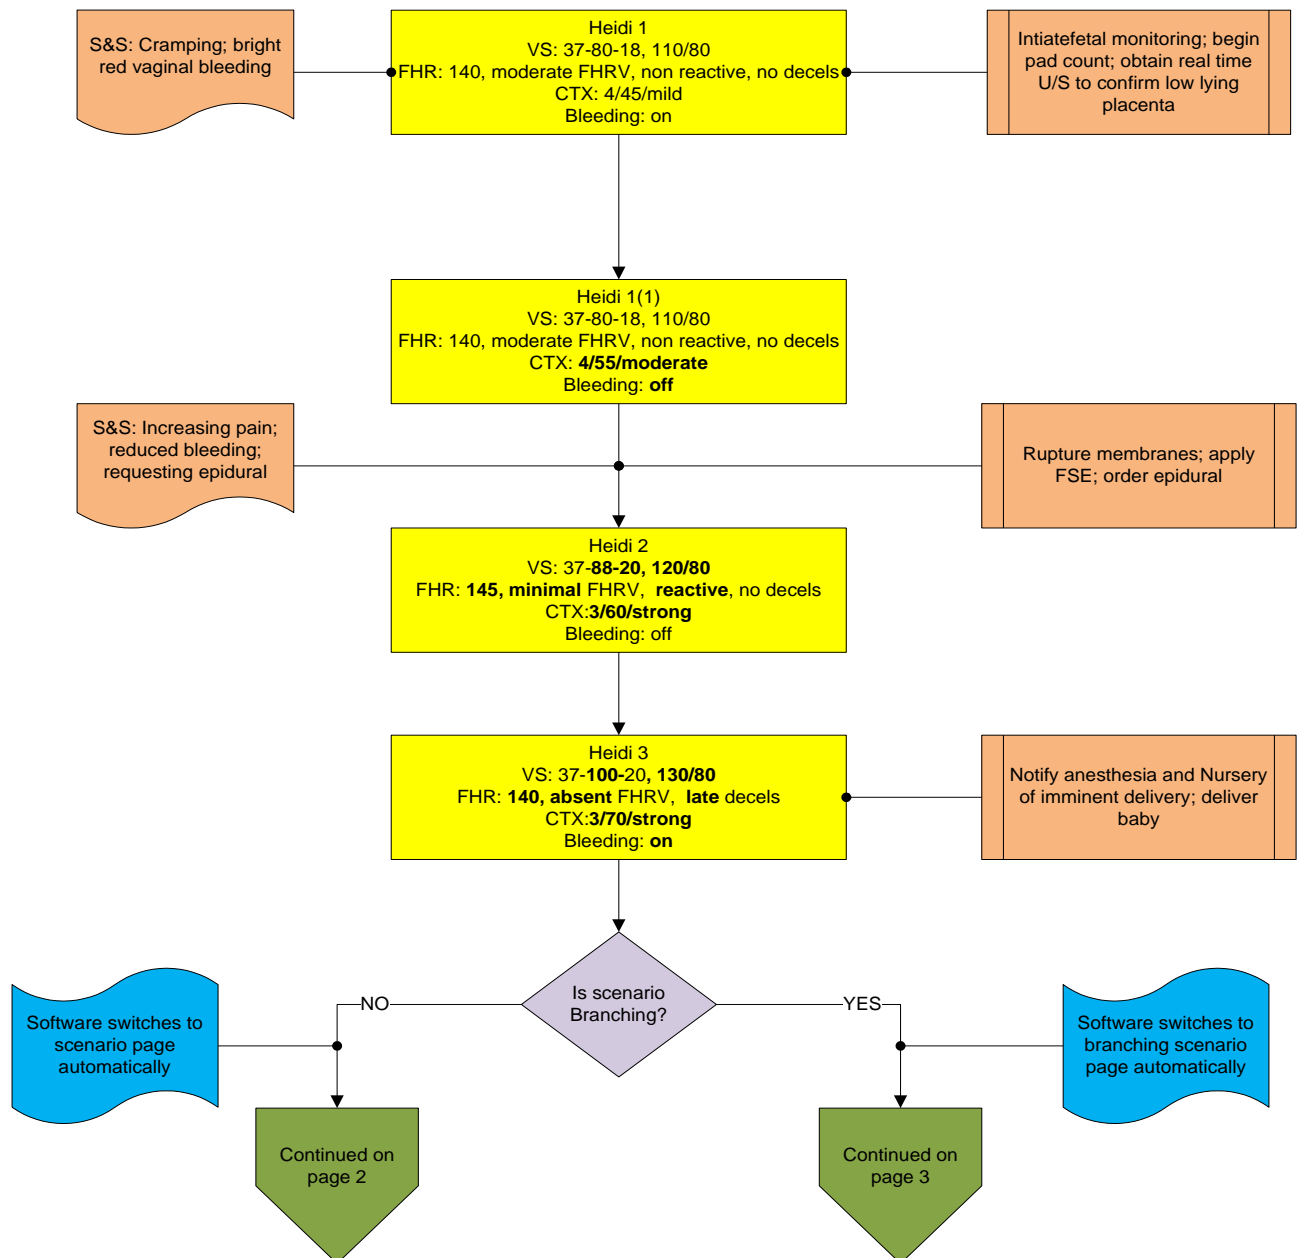 S&S: Cramping; bright
red vaginal bleeding
Heidi 1
VS: 37-80-18, 110/80
FHR: 140, moderate FHRV, non reactive, no decels
CTX: 4/45/mild
Bleeding: on
Intiatefetal monitoring; begin
pad count; obtain real time
U/S to confirm low lying
placenta
Heidi 1(1)
VS: 37-80-18, 110/80
FHR: 140, moderate FHRV, non reactive, no decels
CTX: 4/55/moderate
Bleeding: off
S&S: Increasing pain;
reduced bleeding;
requesting epidural
Rupture membranes; apply
FSE; order epidural
Heidi 2
VS: 37-88-20, 120/80
FHR: 145, minimal FHRV, reactive, no decels
CTX:3/60/strong
Bleeding: off
Heidi 3
VS: 37-100-20, 130/80
FHR: 140, absent FHRV, late decels
CTX:3/70/strong
Bleeding: on
Notify anesthesia and Nursery
of imminent delivery; deliver
baby
Is scenario
Branching?
NO
YES
Software switches to
scenario page
automatically
Software switches to
branching scenario
page automatically
Continued on
page 2
Continued on
page 3